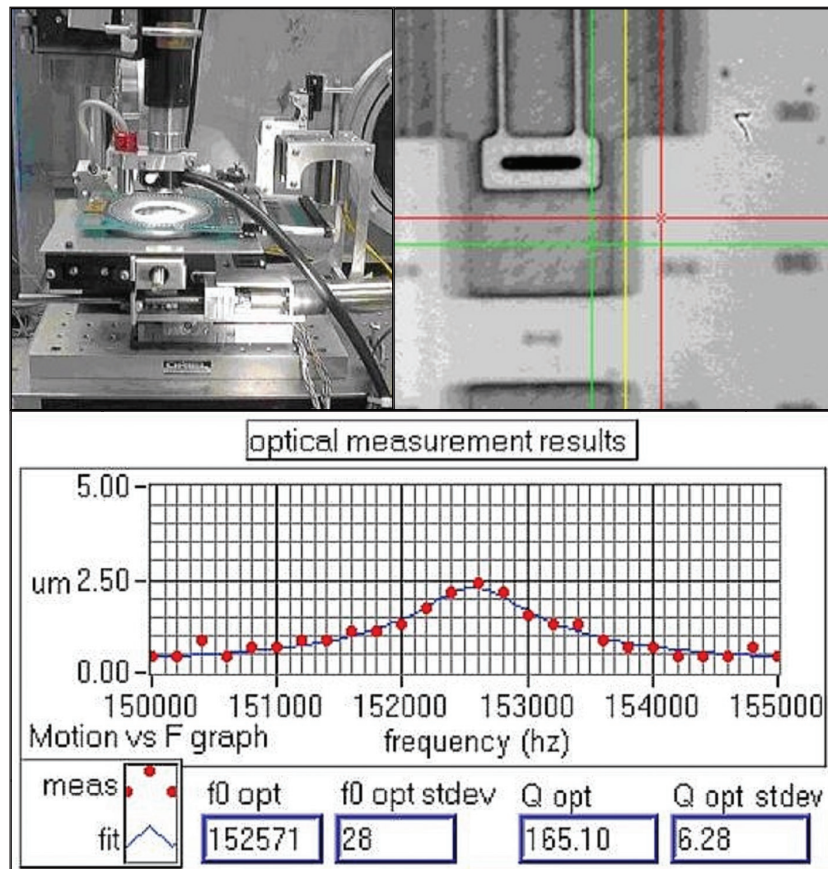 optical measurement results
5.00
um 2.50
0.00
150000 151000 152000 153000 154000 155000
Motion vs F graph frequency (hz)
meas f0 opt f0 opt stdev Q opt Q opt stdev
fit 152571 28 165.10 6.28